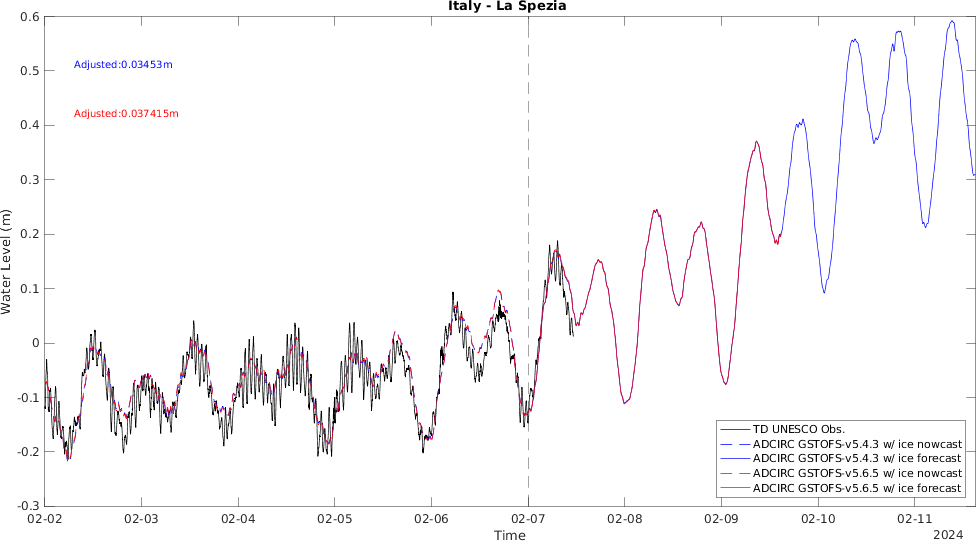 Italy - La Spezia
0.6
0.5
0.4
0.3
0.2
0.1
0
-0.1
-0.2
-0.3
Water Level (m)
Adjusted:0.03453m
Adjusted:0.037415m
TD UNESCO Obs.
ADCIRC GSTOFS-v5.4.3 w/ ice nowcast
ADCIRC GSTOFS-v5.4.3 w/ ice forecast
ADCIRC GSTOFS-v5.6.5 w/ ice nowcast
ADCIRC GSTOFS-v5.6.5 w/ ice forecast
02-02 02-03 02-04 02-05 02-06 02-07 02-08 02-09 02-10 02-11
Time
2024